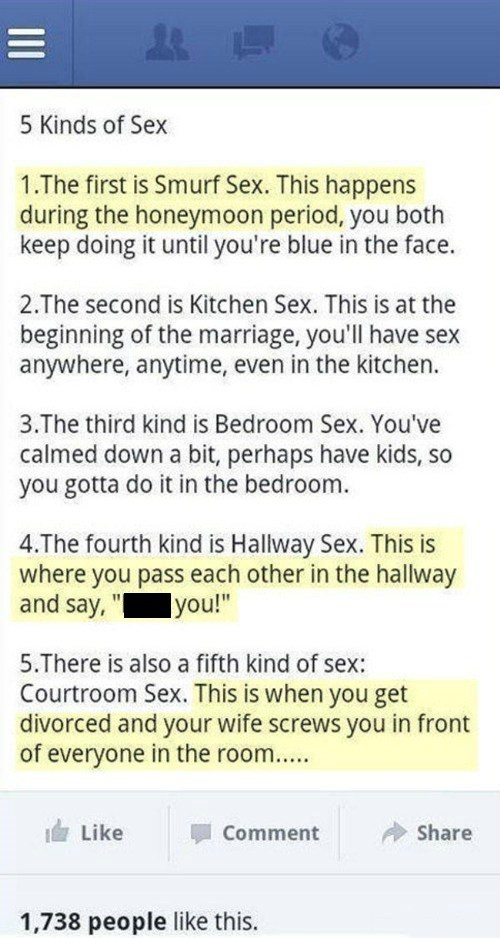 5 Kinds of Sex
1.The first is Smurf Sex. This happens
during the honeymoon period, you both
keep doing it until you're blue in the face.
2.The second is Kitchen Sex. This is at the
beginning of the marriage, you'll have sex
anywhere, anytime, even in the kitchen.
3.The third kind is Bedroom Sex. You've
calmed down a bit, perhaps have kids, so
you gotta do it in the bedroom.
4.The fourth kind is Hallway Sex. This is
where you pass each other in the hallway
and say, " you!"
5.There is also a fifth kind of sex:
Courtroom Sex. This is when you get
divorced and your wife screws you in front
of everyone in the room.....
Like Comment Share
1,738 people like this.